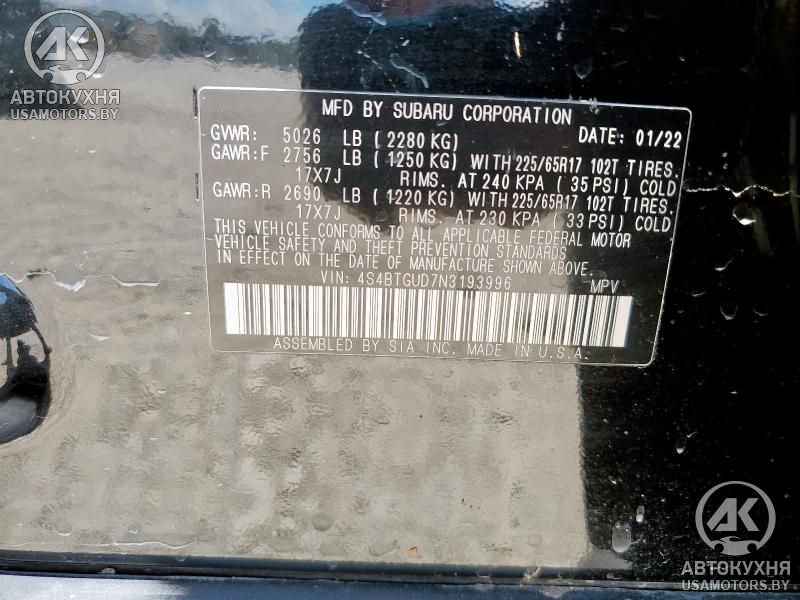 AK
АВТОКУХНЯ
USAMOTORS.BY
MFD BY SUBARU CORPORATION
GVWR: 5026 LB ( 2280 KG) DATE: 01/22
GAWR:F 2756 LB ( 1250 KG) WITH 225/65R17 102T TIRES.
17X7J RIMS. AT 240 KPA ( 35 PSI) COLD
GAWR:R 2690 LB ( 1220 KG) WITH 225/65R17 102T TIRES.
17X7J RIMS. AT 230 KPA ( 33 PSI) COLD
THIS VEHICLE CONFORMS TO ALL APPLICABLE FEDERAL MOTOR
VEHICLE SAFETY AND THEFT PREVENTION STANDARDS
IN EFFECT ON THE DATE OF MANUFACTURE SHOWN ABOVE.
VIN: 4S4BTGUD7N3193996 MPV
ASSEMBLED BY SIA INC. MADE IN U.S.A.
AK
АВТОКУХНЯ
USAMOTORS.BY